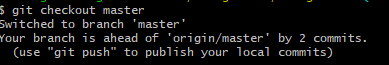 $ git checkout master
Switched to branch 'master'
Your branch is ahead of 'origin/master' by 2 commits.
  (use "git push" to publish your local commits)